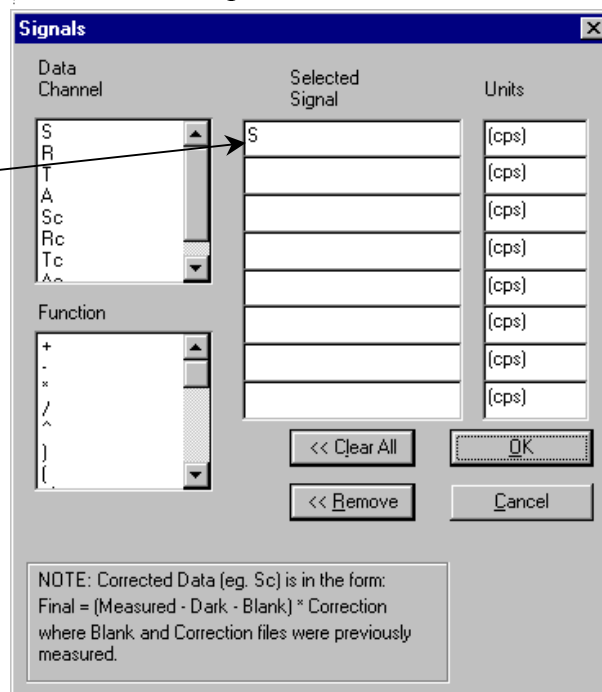 Signals
Data
Channel
Selected
Signal
Units
S
R
T
A
Sc
Rc
Tc
S
(cps)
(cps)
(cps)
(cps)
(cps)
(cps)
(cps)
(cps)
Function
+
-
*
/
^
)
(
<< Clear All
OK
<< Remove
Cancel
NOTE: Corrected Data (eg. Sc) is in the form:
Final = (Measured - Dark - Blank) * Correction
where Blank and Correction files were previously
measured.